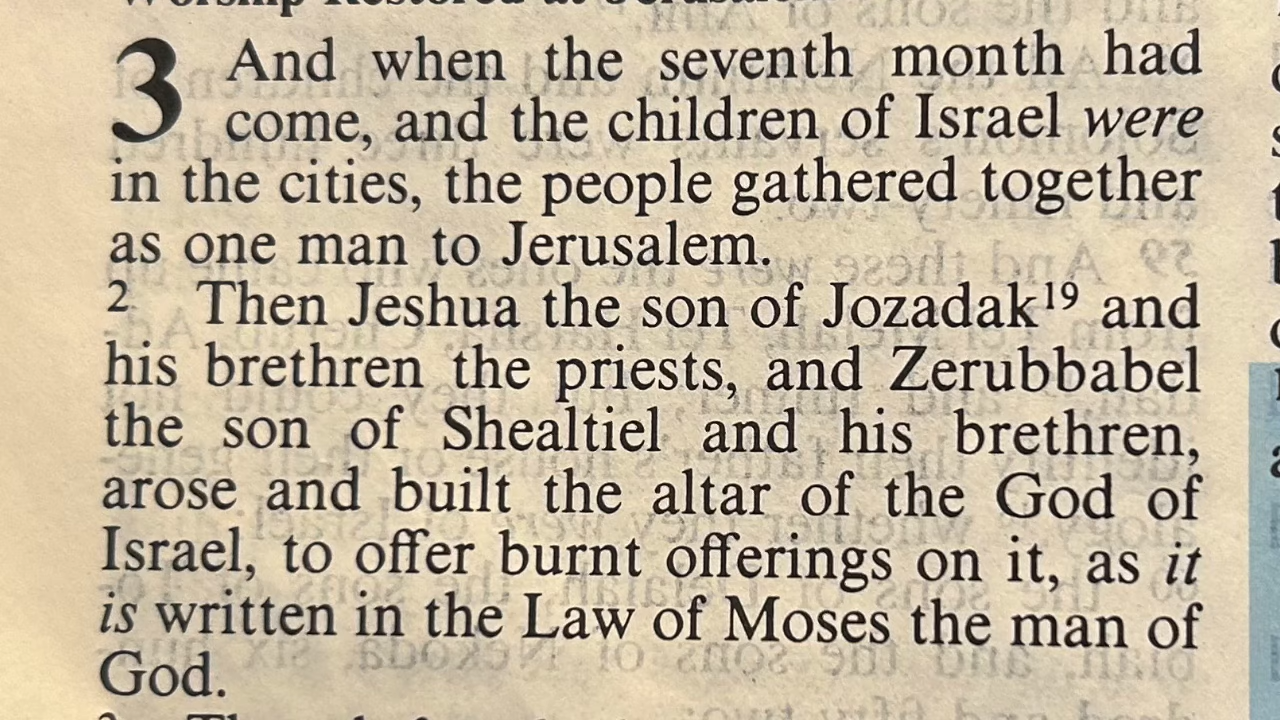 Worship Restored at Jerusalem
3 And when the seventh month had
come, and the children of Israel were
in the cities, the people gathered together
as one man to Jerusalem.
2 Then Jeshua the son of Jozadak19 and
his brethren the priests, and Zerubbabel
the son of Shealtiel and his brethren,
arose and built the altar of the God of
Israel, to offer burnt offerings on it, as it
is written in the Law of Moses the man of
God.